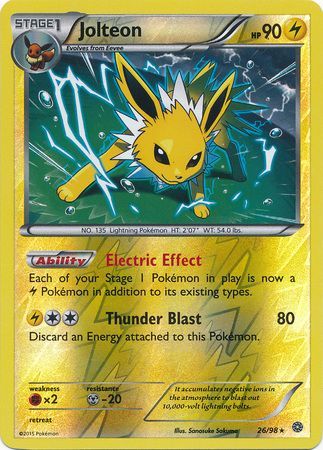 STAGE1 Jolteon HP 90
Evolves from Eevee
NO. 135 Lightning Pokémon HT: 2'07" WT: 54.0 lbs.
Ability Electric Effect
Each of your Stage 1 Pokémon in play is now a
Pokémon in addition to its existing types.
Thunder Blast 80
Discard an Energy attached to this Pokémon.
weakness resistance
×2 -20
retreat
It accumulates negative ions in
the atmosphere to blast out
10,000-volt lightning bolts.
©2015 Pokémon Illus. Sanosuke Sakuma 26/98★